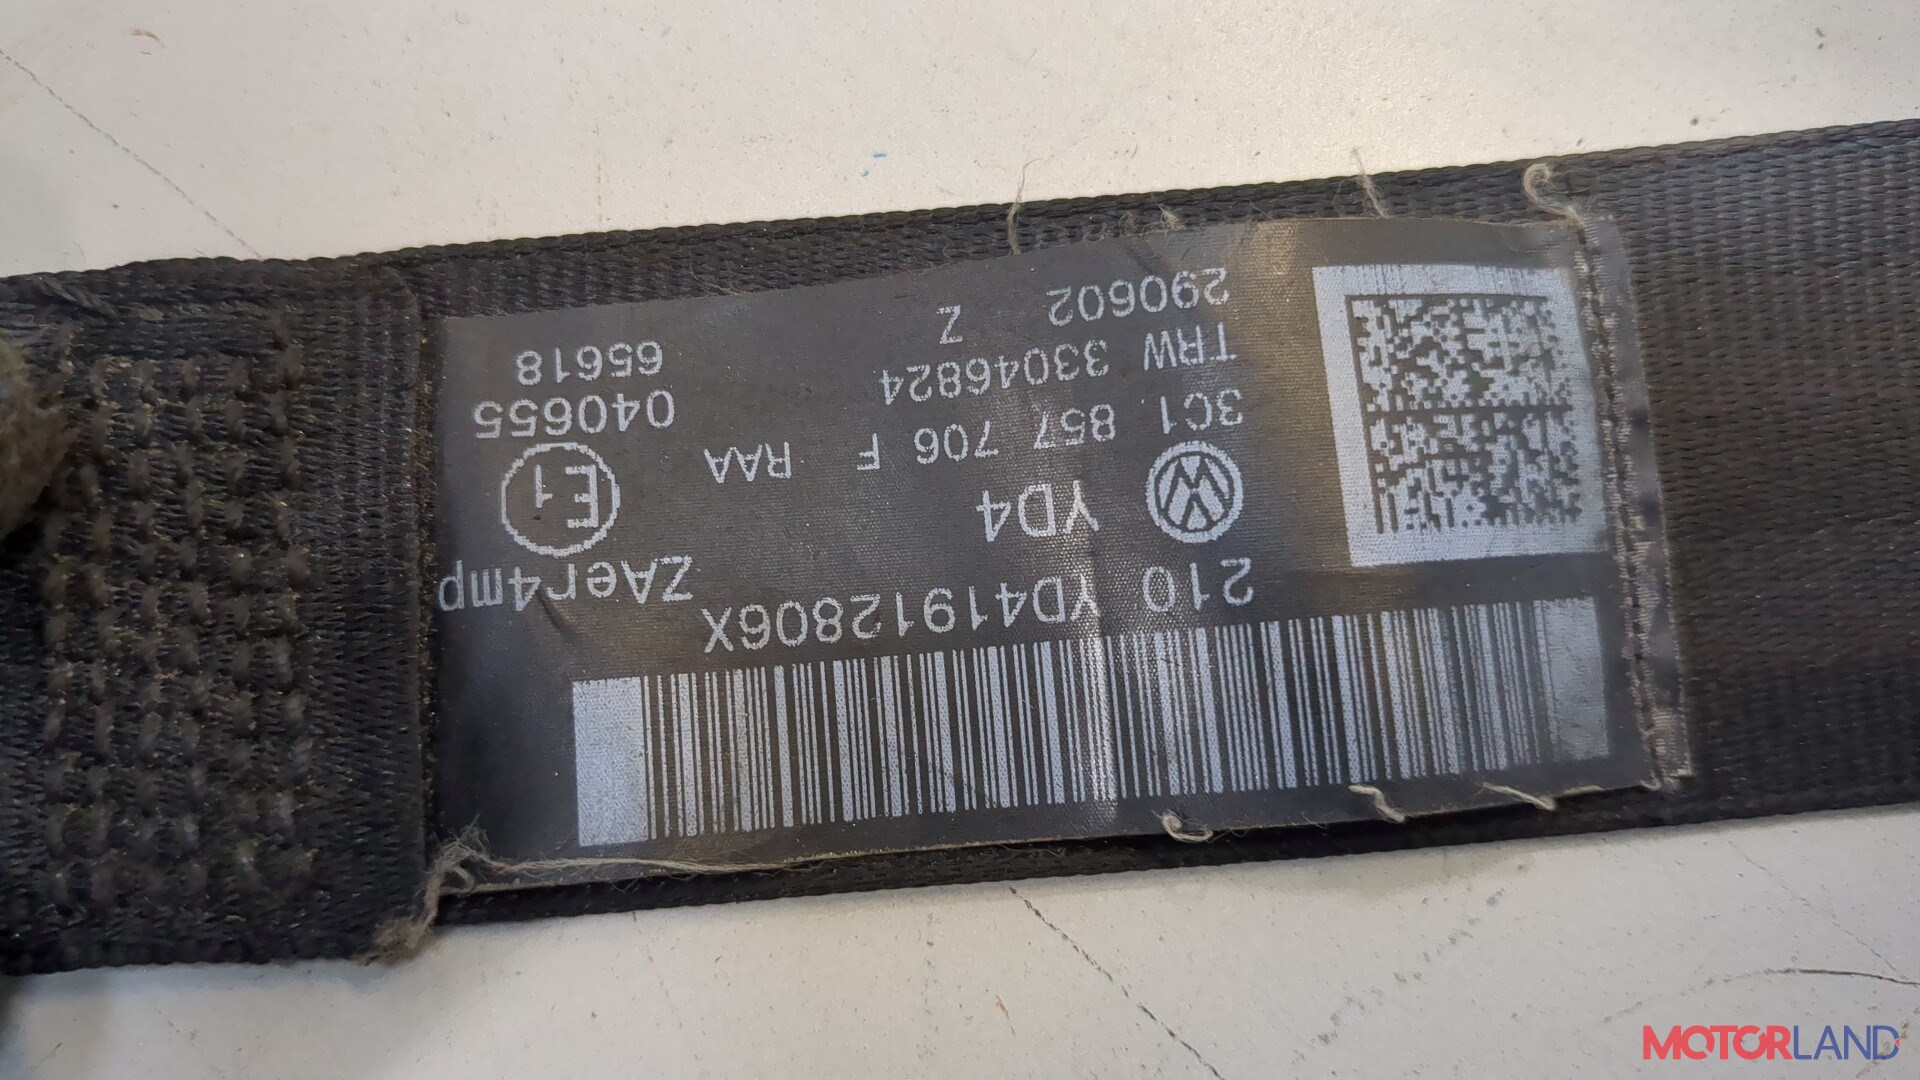 210 YD41912806X
ZAer4mp
YD4
E1
3C1 857 706 F RAA
040655
TRW 33046824
65618
290602 Z
MOTORLAND